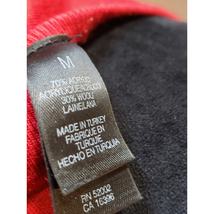 M
70% ACRYLIC
ACRYLIQUE/ACRILICO
30% WOOL
LAINE/LANA
MADE IN TURKEY
FABRIQUE EN
TURQUIE
HECHO EN TURQUIA
RN 52002
CA 16396